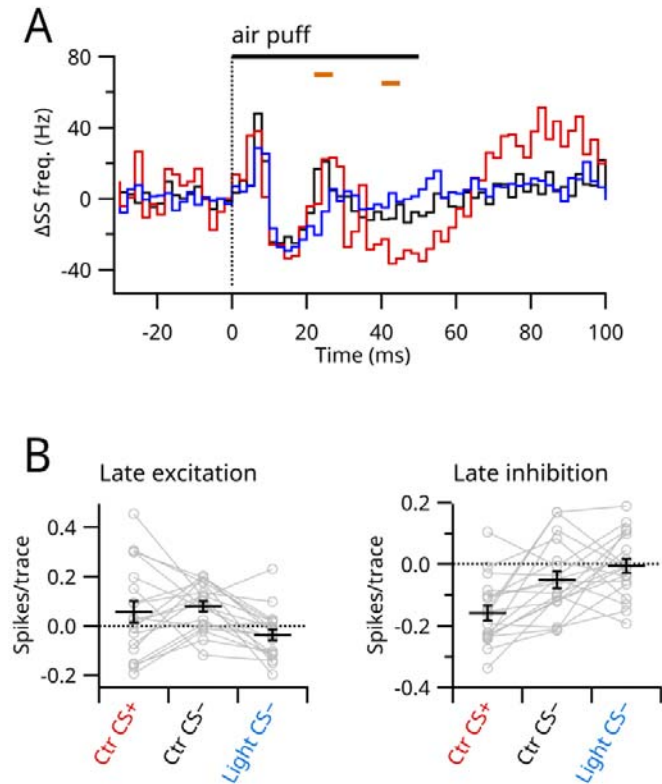 A
air puff
80
40
0
-40
ΔSS freq. (Hz)
-20 0 20 40 60 80 100
Time (ms)
B
Late excitation
0.4
0.2
0.0
-0.2
Spikes/trace
Ctr CS+ Ctr CS− Light CS−
Late inhibition
0.2
0.0
-0.2
-0.4
Spikes/trace
Ctr CS+ Ctr CS− Light CS−